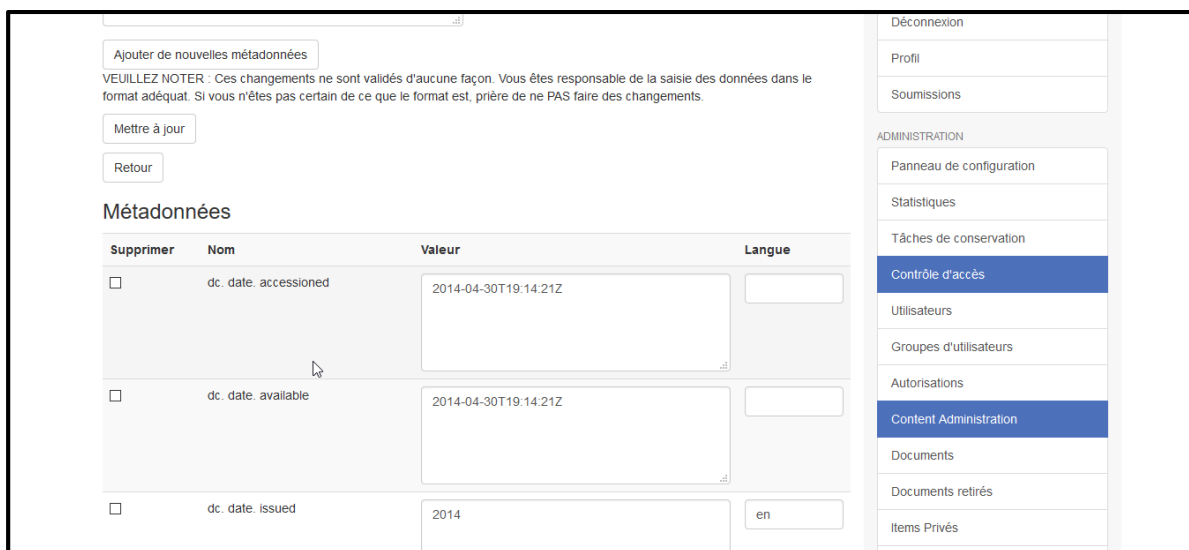 Ajouter de nouvelles métadonnées
VEUILLEZ NOTER : Ces changements ne sont validés d'aucune façon. Vous êtes responsable de la saisie des données dans le
format adéquat. Si vous n'êtes pas certain de ce que le format est, prière de ne PAS faire des changements.
Mettre à jour
Retour
Métadonnées
Supprimer Nom Valeur Langue
dc. date. accessioned 2014-04-30T19:14:21Z
dc. date. available 2014-04-30T19:14:21Z
dc. date. issued 2014 en
Déconnexion
Profil
Soumissions
ADMINISTRATION
Panneau de configuration
Statistiques
Tâches de conservation
Contrôle d'accès
Utilisateurs
Groupes d'utilisateurs
Autorisations
Content Administration
Documents
Documents retirés
Items Privés